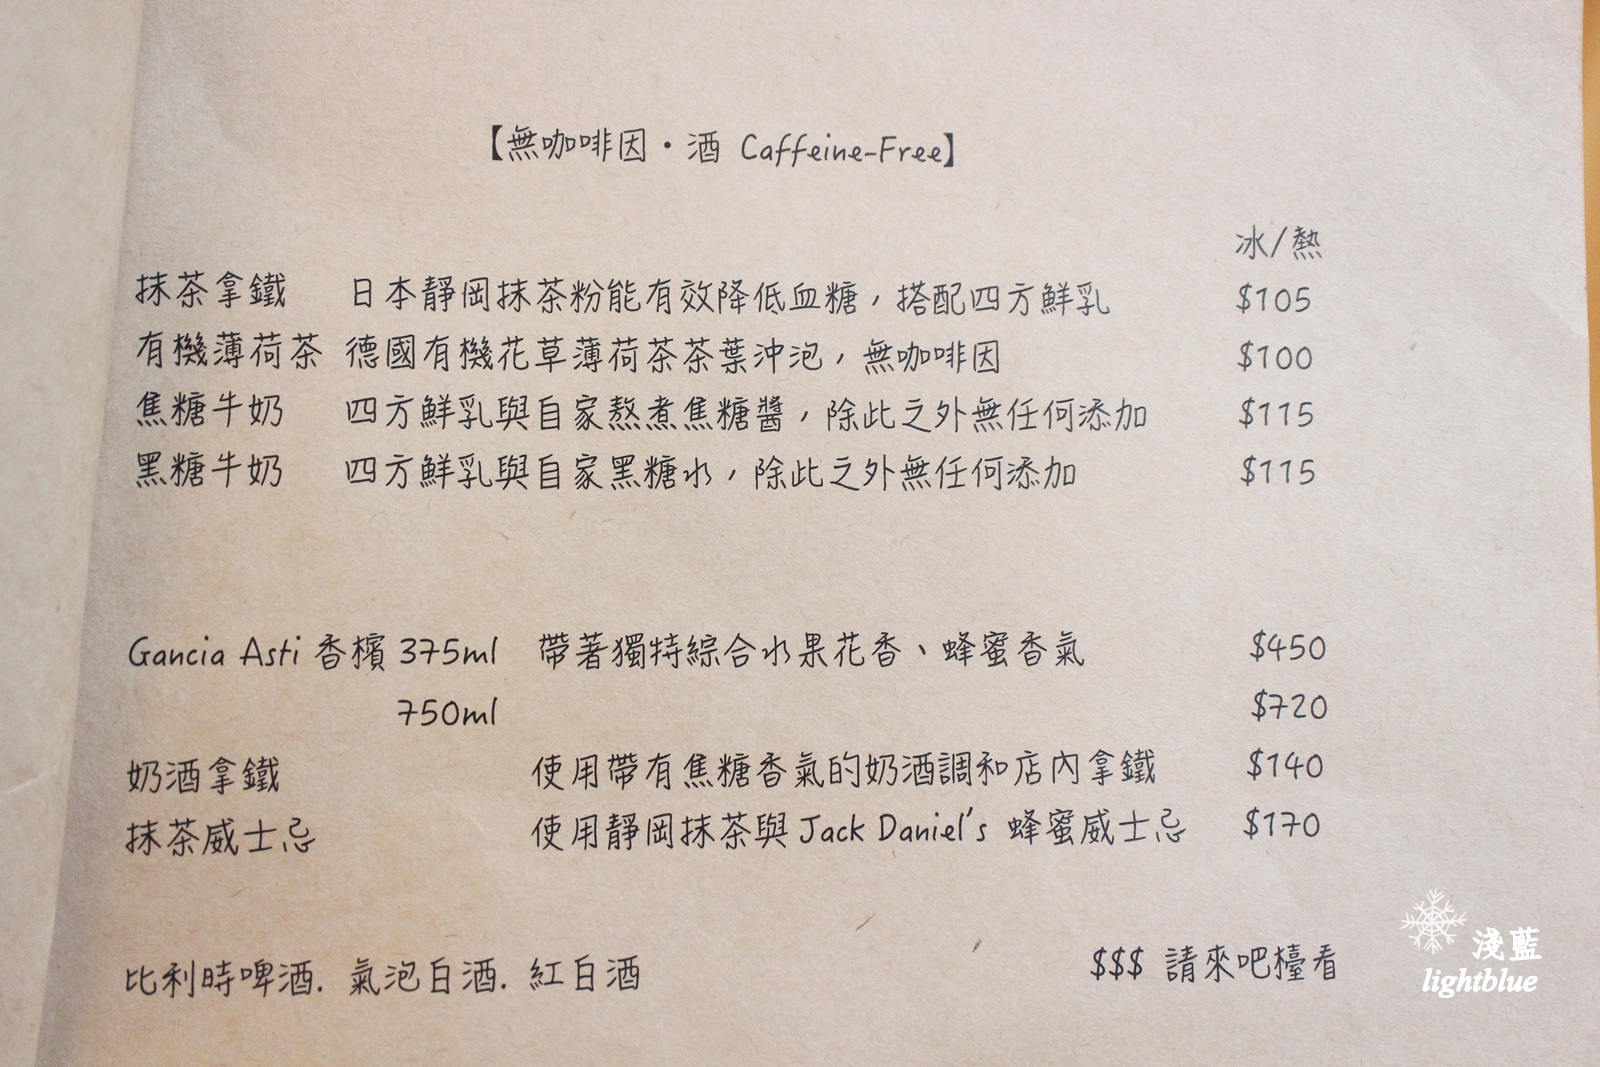 【無咖啡因・酒 Caffeine-Free】
冰/熱
抹茶拿鐵 日本靜岡抹茶粉能有效降低血糖，搭配四方鮮乳 $105
有機薄荷茶 德國有機花草薄荷茶茶葉沖泡，無咖啡因 $100
焦糖牛奶 四方鮮乳與自家熬煮焦糖醬，除此之外無任何添加 $115
黑糖牛奶 四方鮮乳與自家黑糖水，除此之外無任何添加 $115
Gancia Asti 香檳 375ml 帶著獨特綜合水果花香、蜂蜜香氣 $450
750ml $720
奶酒拿鐵 使用帶有焦糖香氣的奶酒調和店內拿鐵 $140
抹茶威士忌 使用靜岡抹茶與 Jack Daniel's 蜂蜜威士忌 $170
比利時啤酒. 氣泡白酒. 紅白酒 $$$ 請來吧檯看
淺藍
lightblue